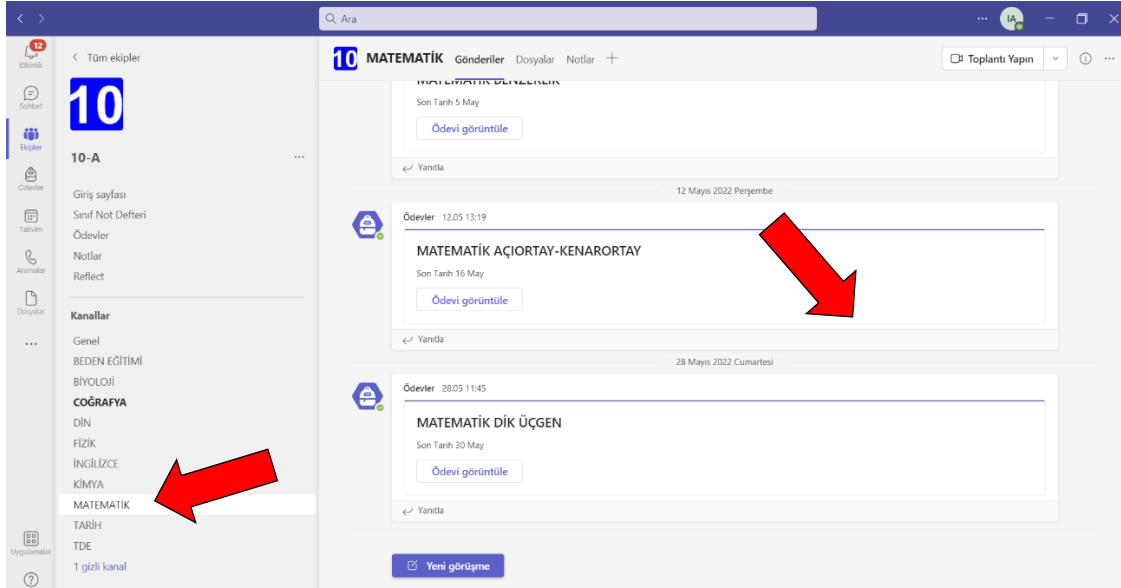 Ara
IA
12
Etkinlik
Sohbet
Ekipler
Ödevler
Takvim
Aramalar
Dosyalar
Uygulamalar
Tüm ekipler
10
10-A
Giriş sayfası
Sınıf Not Defteri
Ödevler
Notlar
Reflect
Kanallar
Genel
BEDEN EĞİTİMİ
BİYOLOJİ
COĞRAFYA
DİN
FİZİK
İNGİLİZCE
KİMYA
MATEMATİK
TARİH
TDE
1 gizli kanal
10 MATEMATİK Gönderiler Dosyalar Notlar
Toplantı Yapın
MATEMATİK BENZERLİK
Son Tarih 5 May
Ödevi görüntüle
Yanıtla
12 Mayıs 2022 Perşembe
Ödevler 12.05 13:19
MATEMATİK AÇIORTAY-KENARORTAY
Son Tarih 16 May
Ödevi görüntüle
Yanıtla
28 Mayıs 2022 Cumartesi
Ödevler 28.05 11:45
MATEMATİK DİK ÜÇGEN
Son Tarih 30 May
Ödevi görüntüle
Yanıtla
Yeni görüşme